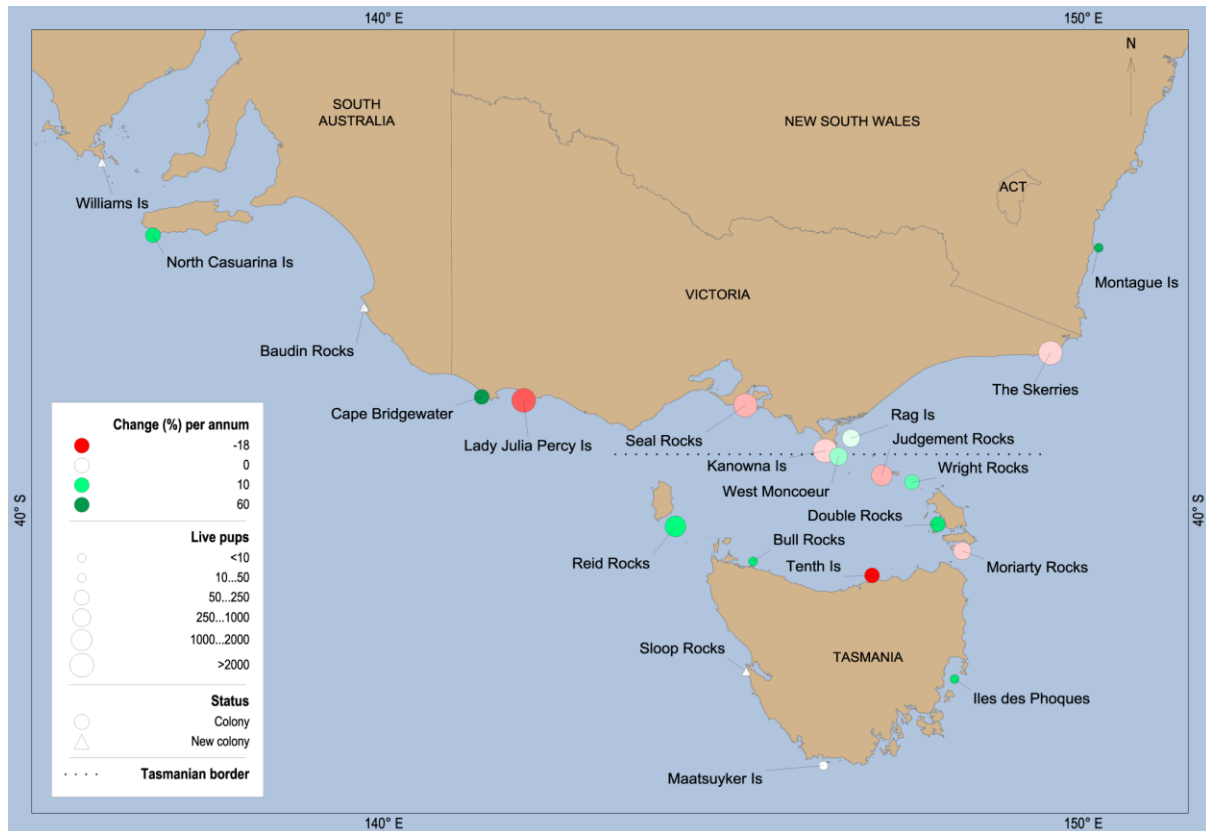 140° E
150° E
N
SOUTH
AUSTRALIA
NEW SOUTH WALES
ACT
Williams Is
North Casuarina Is
Montague Is
VICTORIA
Baudin Rocks
The Skerries
Cape Bridgewater
Lady Julia Percy Is
Seal Rocks
Rag Is
Judgement Rocks
Kanowna Is
Wright Rocks
West Moncoeur
40° S
40° S
Double Rocks
Reid Rocks
Bull Rocks
Tenth Is
Moriarty Rocks
Sloop Rocks
TASMANIA
Iles des Phoques
Maatsuyker Is
Change (%) per annum
-18
0
10
60
Live pups
<10
10...50
50...250
250...1000
1000...2000
>2000
Status
Colony
New colony
Tasmanian border
140° E
150° E